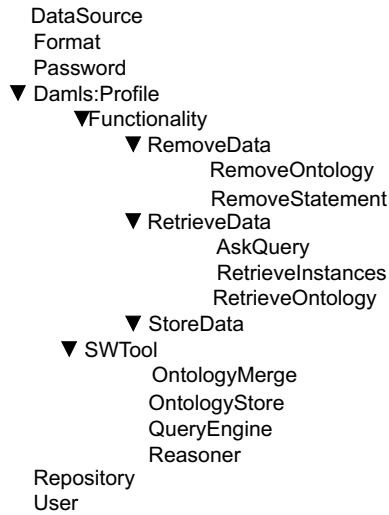 DataSource
Format
Password
▼ Damls:Profile
▼Functionality
▼ RemoveData
RemoveOntology
RemoveStatement
▼ RetrieveData
AskQuery
RetrieveInstances
RetrieveOntology
▼ StoreData
▼ SWTool
OntologyMerge
OntologyStore
QueryEngine
Reasoner
Repository
User